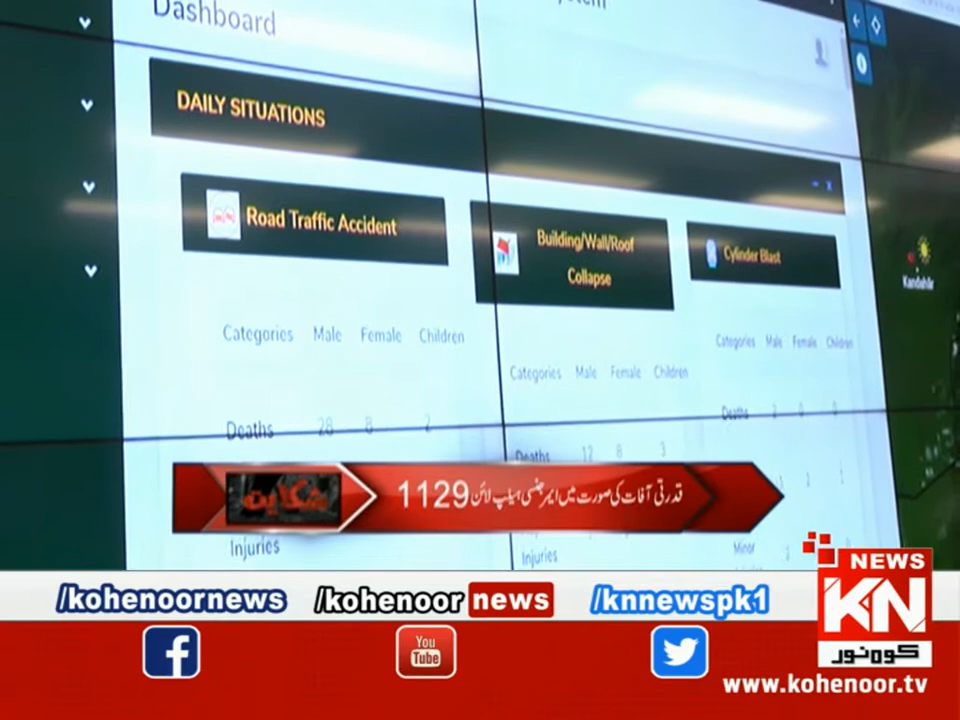 Dashboard
DAILY SITUATIONS
Road Traffic Accident
Building/Wall/Roof
Collapse
Cylinder Blast
Kandahār
Categories Male Female Children
Categories Male Female Children
Categories Male Female Children
Deaths 28 8 2
Deaths 12 8 3
Deaths
شکایت
قدرتی آفات کی صورت میں ایمرجنسی ہیلپ لائن 1129
Injuries
Injuries
Minor
/kohenoornews
/kohenoor news
/knnewspk1
You
Tube
NEWS
KN
کوہ نور
www.kohenoor.tv